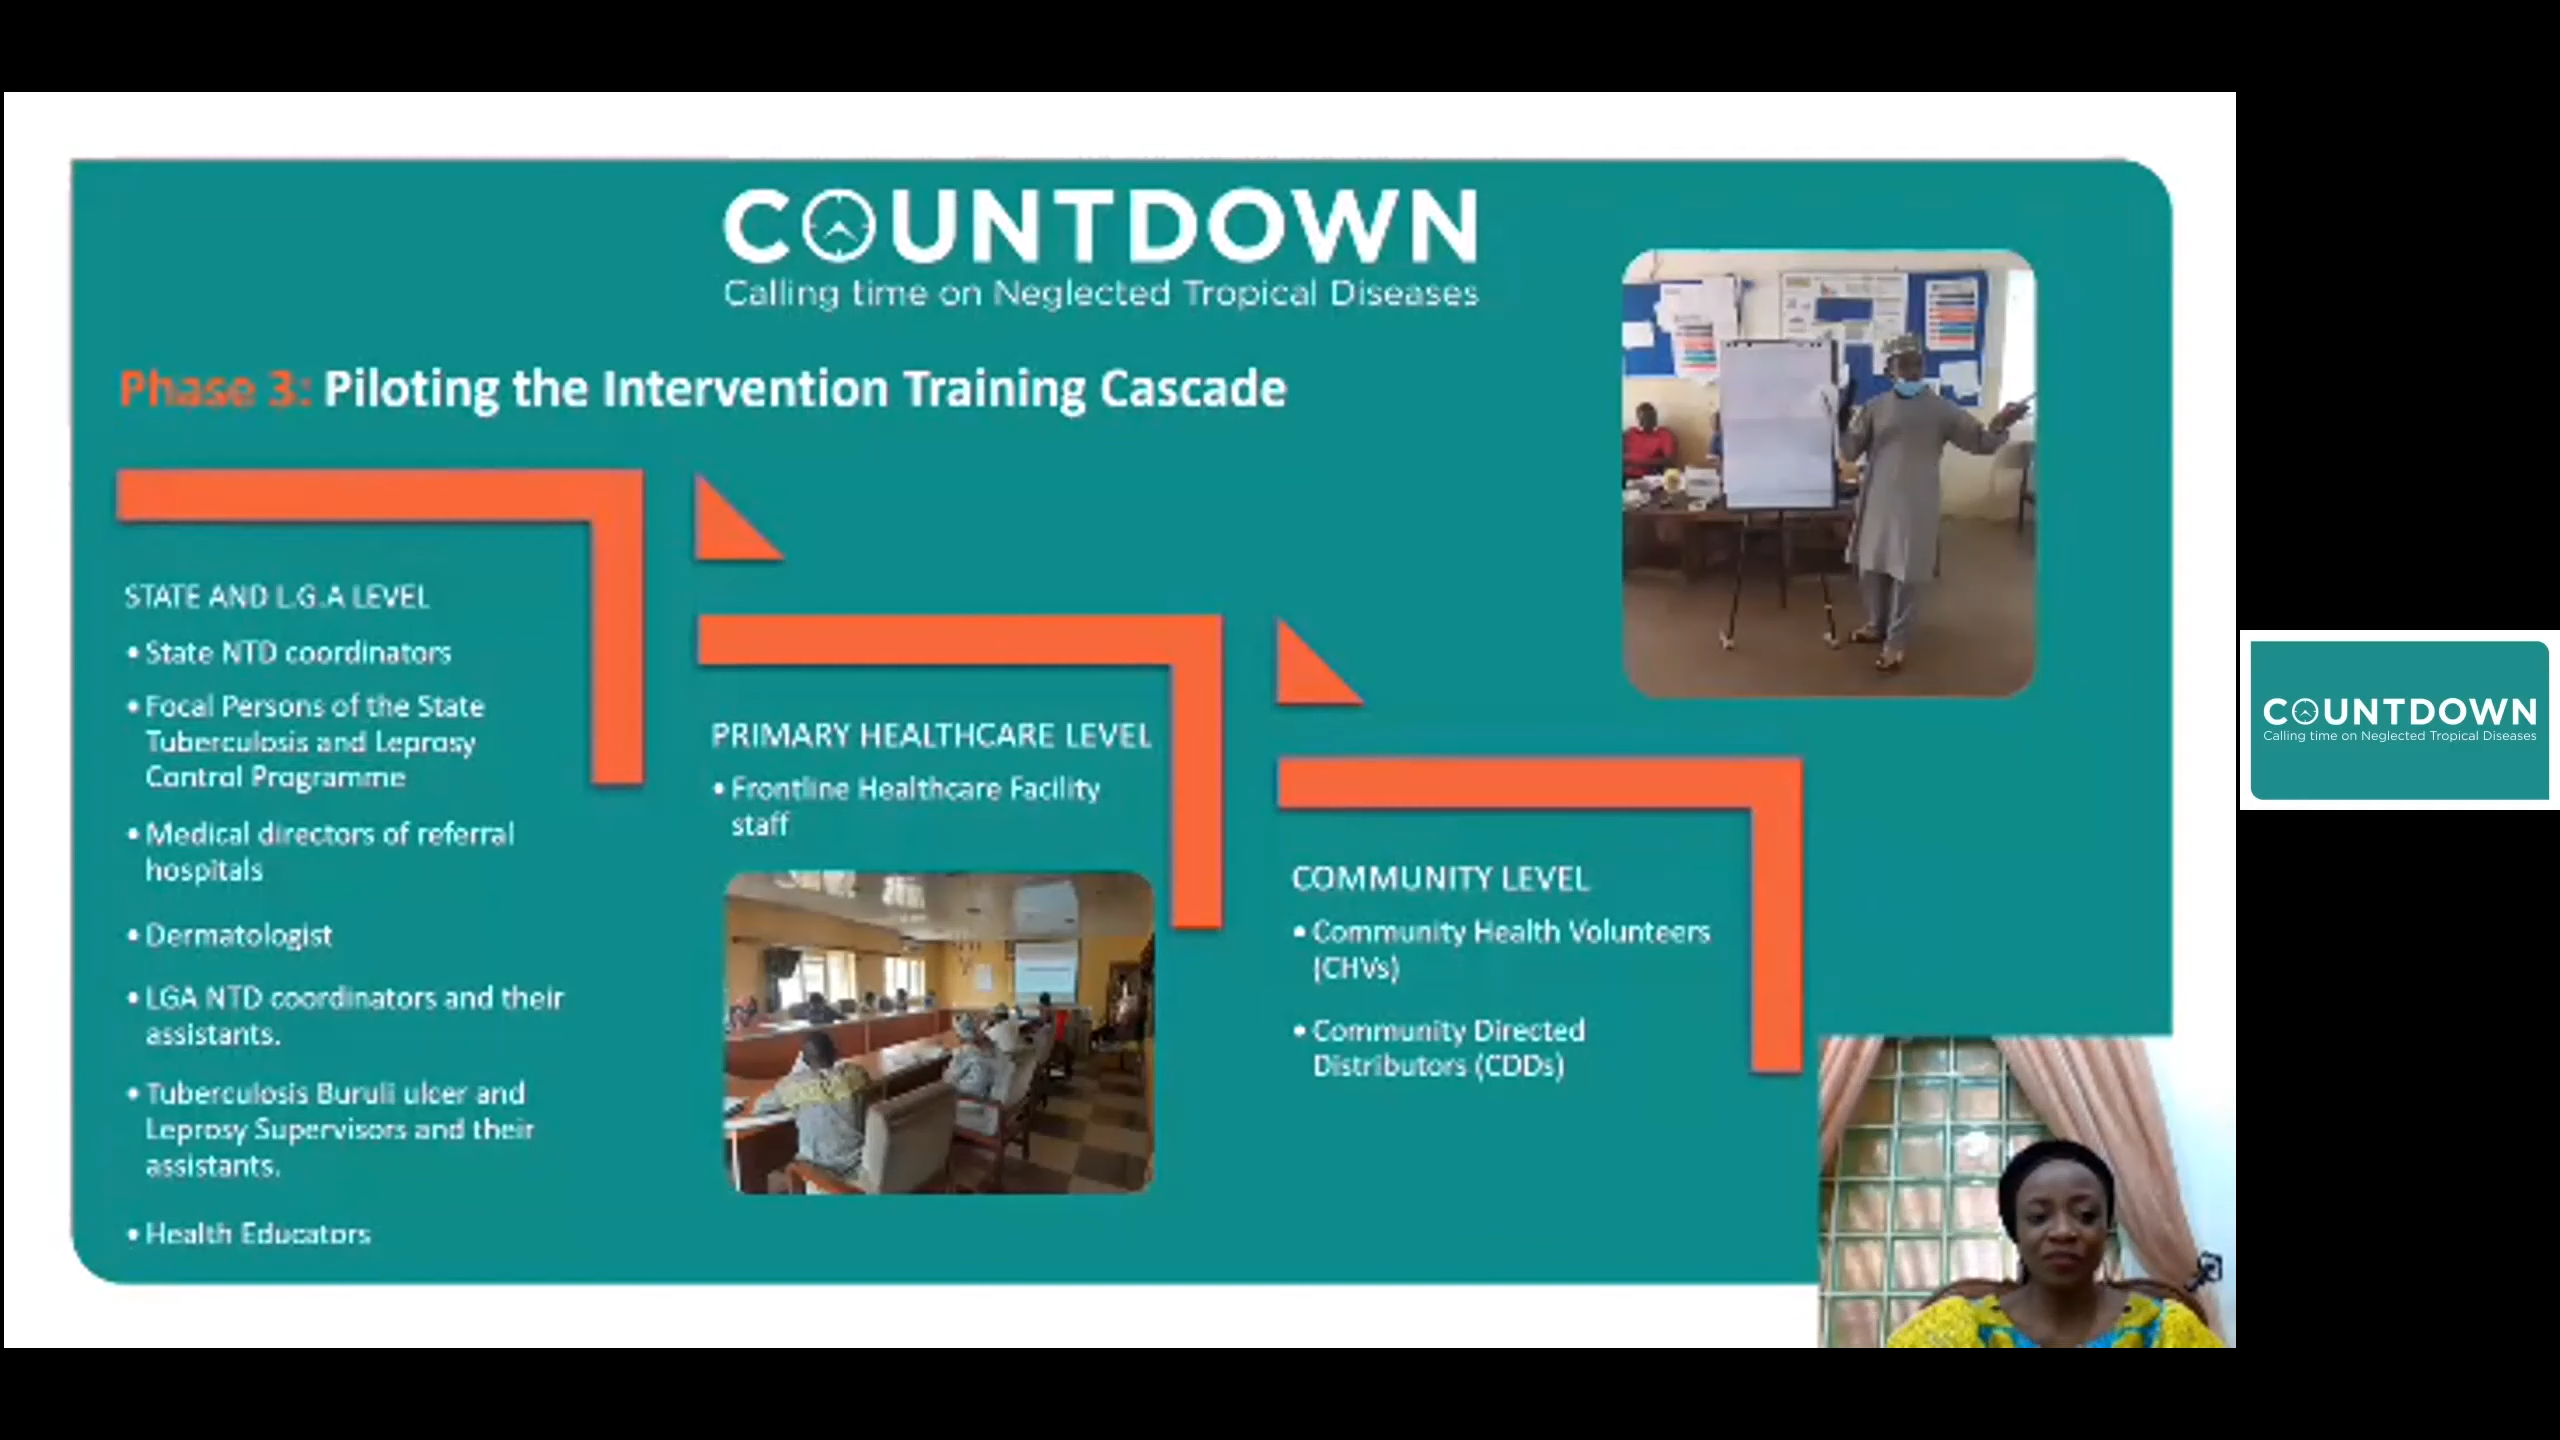 COUNTDOWN
Calling time on Neglected Tropical Diseases
Phase 3: Piloting the Intervention Training Cascade
STATE AND L.G.A LEVEL
• State NTD coordinators
• Focal Persons of the State
Tuberculosis and Leprosy
Control Programme
• Medical directors of referral
hospitals
• Dermatologist
• LGA NTD coordinators and their
assistants.
• Tuberculosis Buruli ulcer and
Leprosy Supervisors and their
assistants.
• Health Educators
PRIMARY HEALTHCARE LEVEL
• Frontline Healthcare Facility
staff
COMMUNITY LEVEL
• Community Health Volunteers
(CHVs)
• Community Directed
Distributors (CDDs)
COUNTDOWN
Calling time on Neglected Tropical Diseases